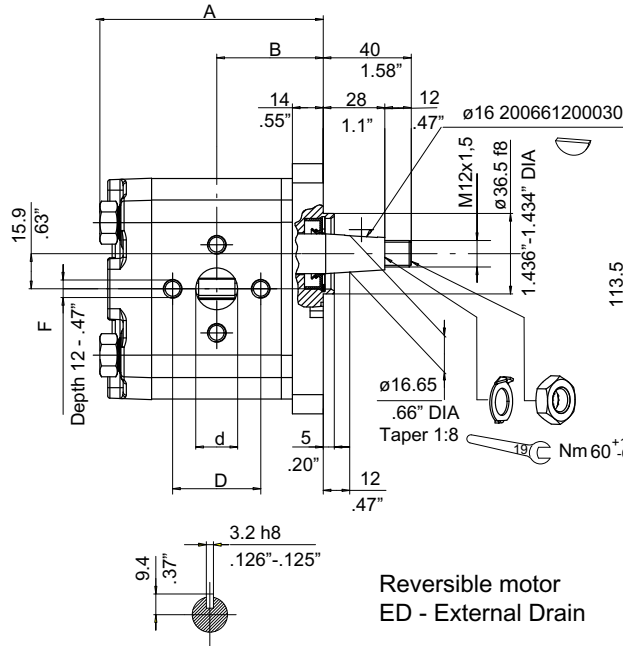 A
B
40
1.58”
14
.55”
28
1.1”
12
.47”
ø16 200661200030
M12x1,5
ø36.5 f8
1.436”-1.434” DIA
113.5
15.9
.63”
F
Depth 12 - .47”
d
D
5
.20”
12
.47”
ø16.65
.66” DIA
Taper 1:8
19
Nm 60
3.2 h8
.126”-.125”
9.4
.37”
Reversible motor
ED - External Drain